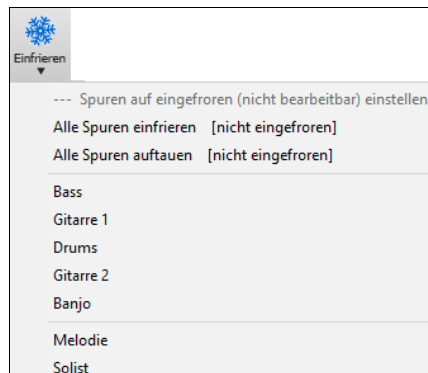 Einfrieren
--- Spuren auf eingefroren (nicht bearbeitbar) einstellen
Alle Spuren einfrieren [nicht eingefroren]
Alle Spuren auftauen [nicht eingefroren]
Bass
Gitarre 1
Drums
Gitarre 2
Banjo
Melodie
Solist